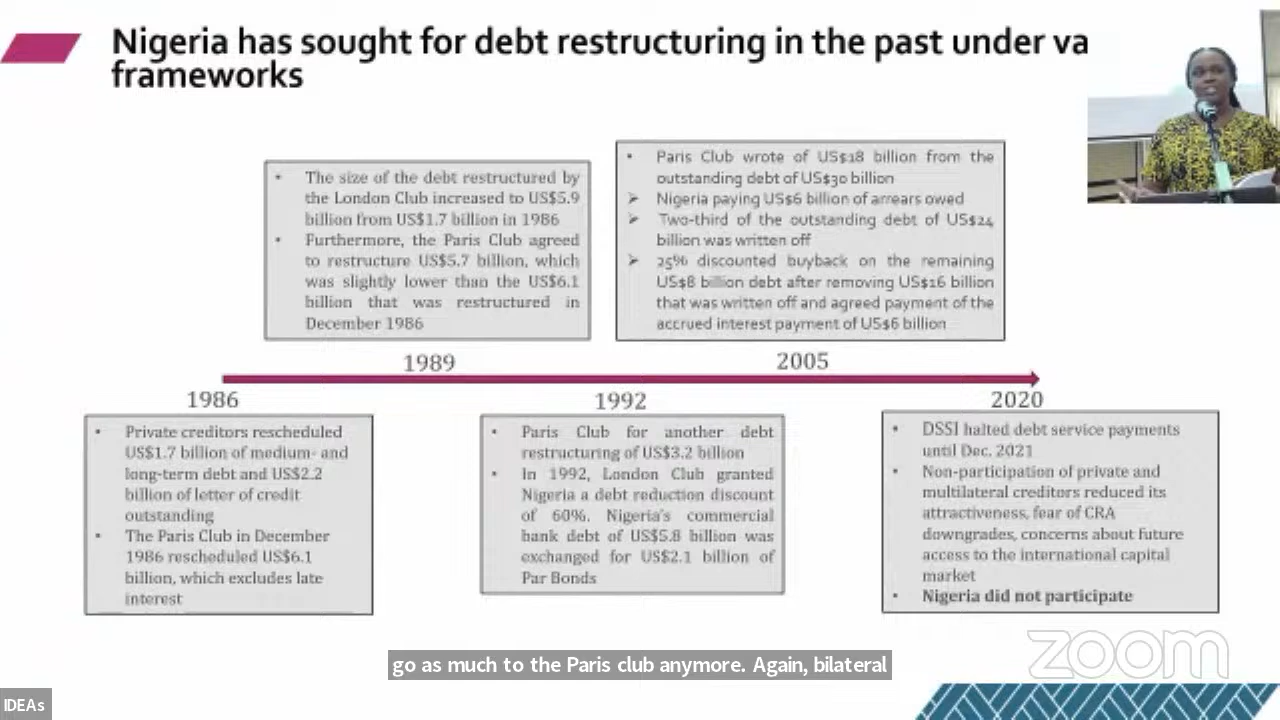 Nigeria has sought for debt restructuring in the past under va
frameworks
• The size of the debt restructured by
the London Club increased to US$5.9
billion from US$1.7 billion in 1986
• Furthermore, the Paris Club agreed
to restructure US$5.7 billion, which
was slightly lower than the US$6.1
billion that was restructured in
December 1986
• Paris Club wrote of US$18 billion from the
outstanding debt of US$30 billion
➢ Nigeria paying US$6 billion of arrears owed
➢ Two-third of the outstanding debt of US$24
billion was written off
➢ 25% discounted buyback on the remaining
US$8 billion debt after removing US$16 billion
that was written off and agreed payment of the
accrued interest payment of US$6 billion
1989
2005
1986
1992
2020
• Private creditors rescheduled
US$1.7 billion of medium- and
long-term debt and US$2.2
billion of letter of credit
outstanding
• The Paris Club in December
1986 rescheduled US$6.1
billion, which excludes late
interest
• Paris Club for another debt
restructuring of US$3.2 billion
• In 1992, London Club granted
Nigeria a debt reduction discount
of 60%. Nigeria's commercial
bank debt of US$5.8 billion was
exchanged for US$2.1 billion of
Par Bonds
• DSSI halted debt service payments
until Dec. 2021
• Non-participation of private and
multilateral creditors reduced its
attractiveness, fear of CRA
downgrades, concerns about future
access to the international capital
market
• Nigeria did not participate
zoom
go as much to the Paris club anymore. Again, bilateral
IDEAs